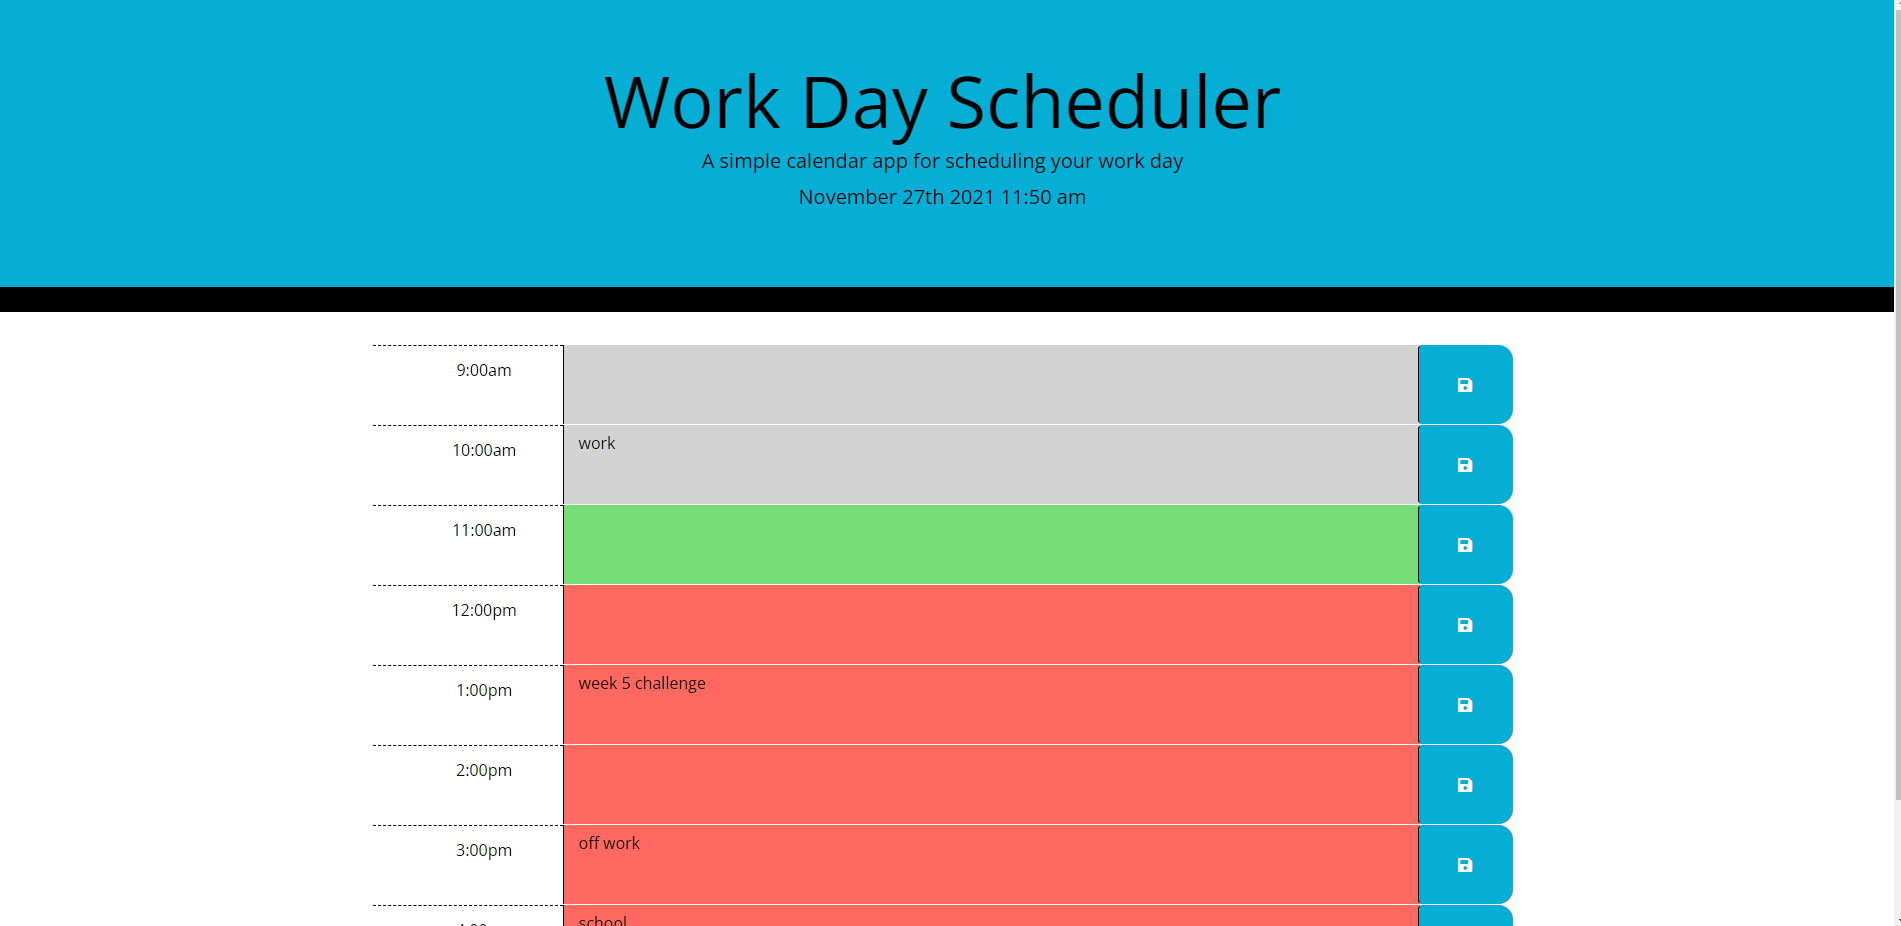 Work Day Scheduler
A simple calendar app for scheduling your work day
November 27th 2021 11:50 am
9:00am
10:00am
work
11:00am
12:00pm
1:00pm
week 5 challenge
2:00pm
3:00pm
off work
school